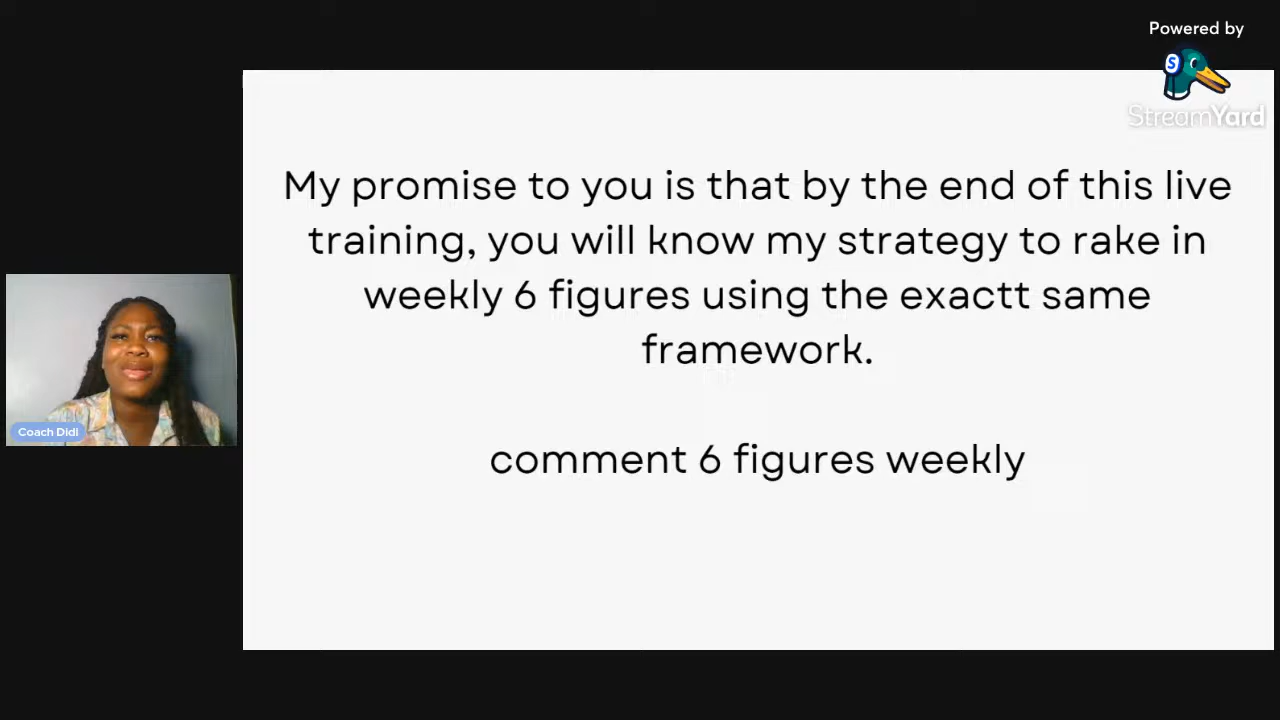 Powered by
S
StreamYard
My promise to you is that by the end of this live
training, you will know my strategy to rake in
weekly 6 figures using the exactt same
framework.
comment 6 figures weekly
Coach Didi